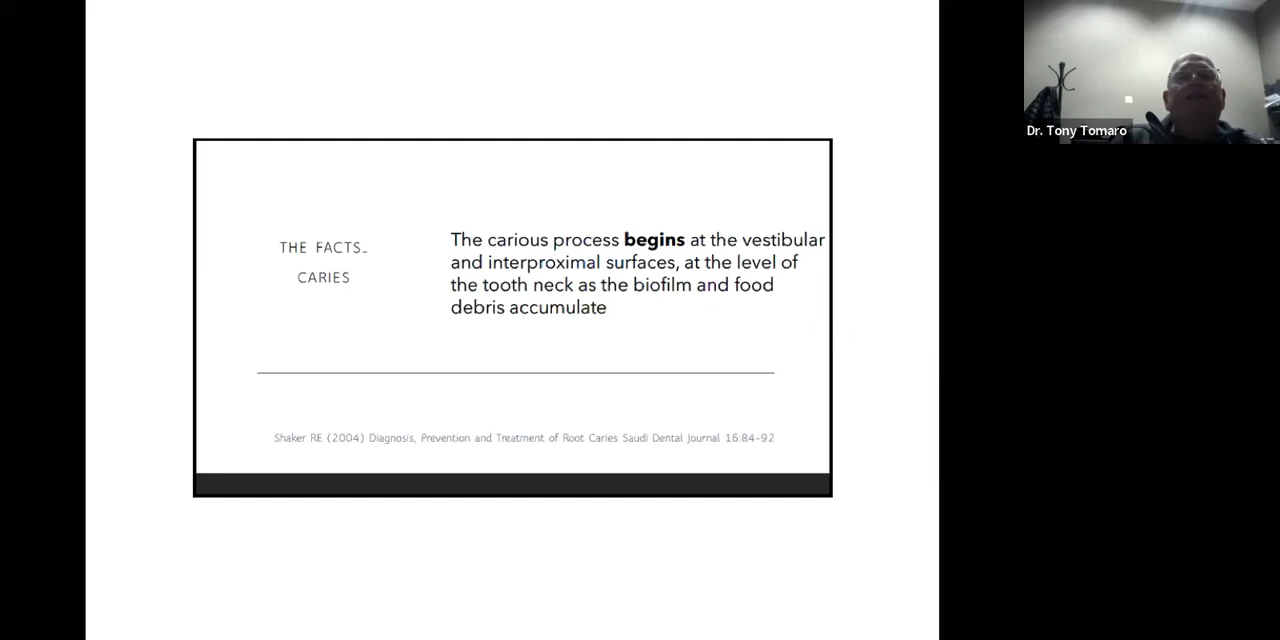 THE FACTS_
CARIES
The carious process begins at the vestibular
and interproximal surfaces, at the level of
the tooth neck as the biofilm and food
debris accumulate
Shaker RE (2004) Diagnosis, Prevention and Treatment of Root Caries Saudi Dental Journal 16:84-92
Dr. Tony Tomaro